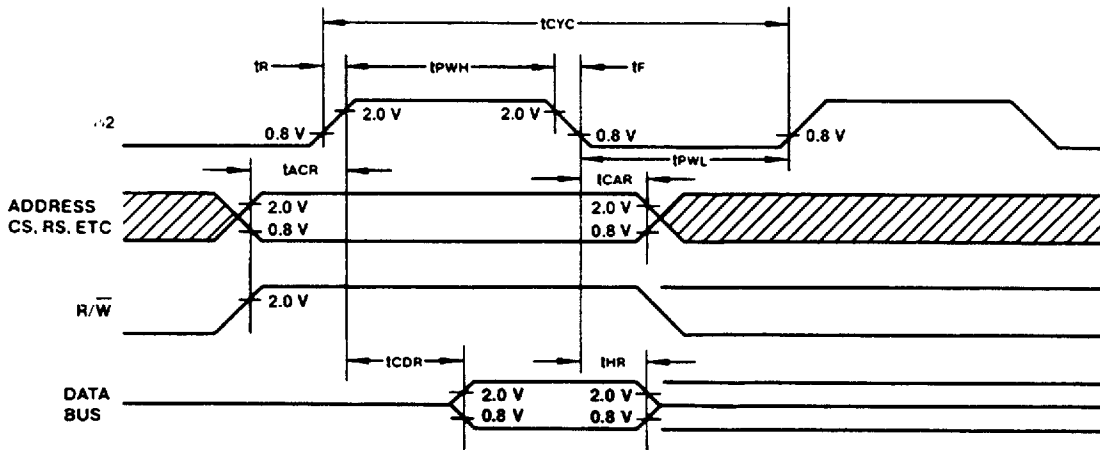 tCYC
tR tPWH tF
2.0 V 2.0 V
0.8 V 0.8 V 0.8 V
tPWL
tACR tCAR
ADDRESS
CS, RS, ETC
2.0 V 2.0 V
0.8 V 0.8 V
R/W̅ 2.0 V
tCDR tHR
DATA
BUS
2.0 V 2.0 V
0.8 V 0.8 V